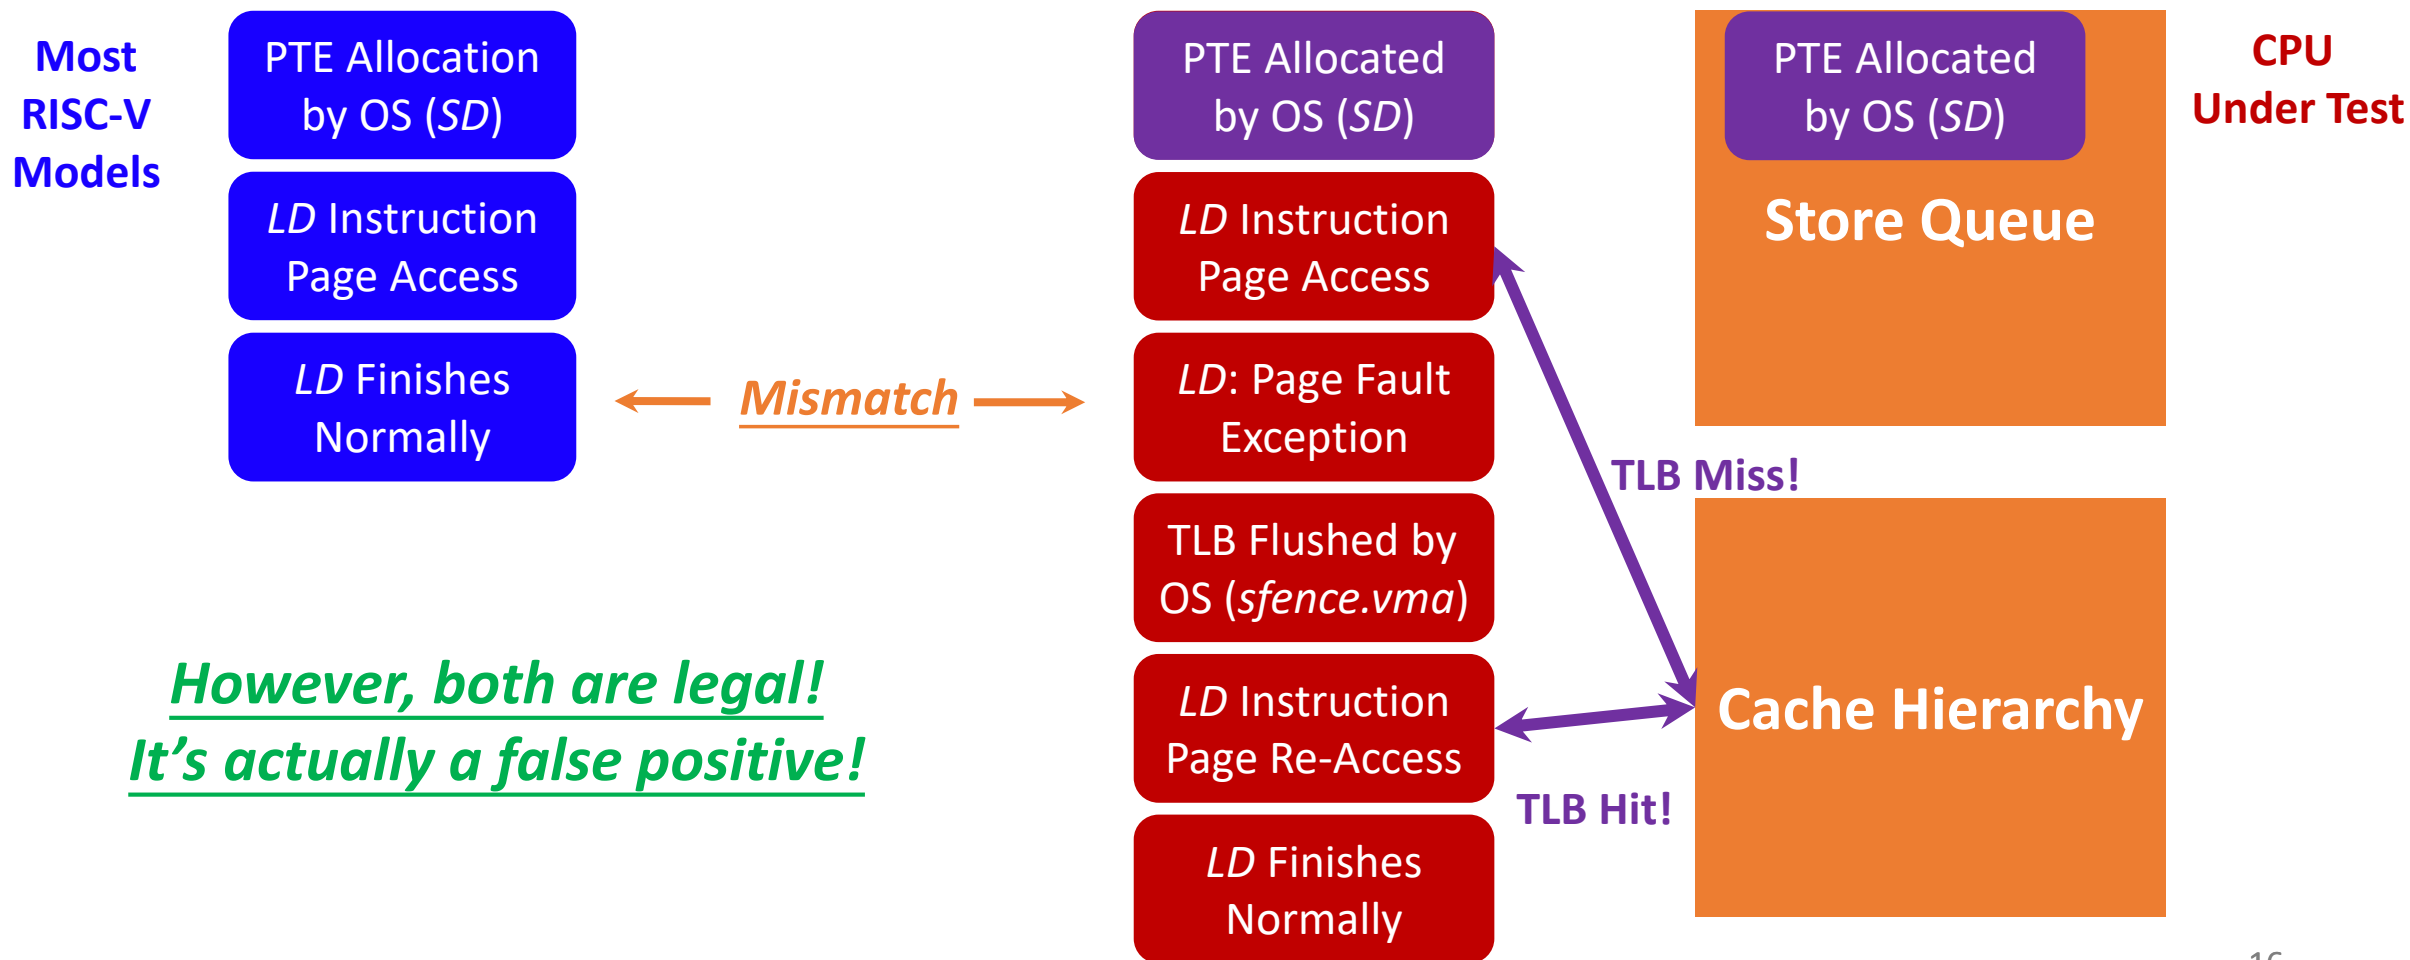 Most
RISC-V
Models
PTE Allocation
by OS (SD)
LD Instruction
Page Access
LD Finishes
Normally
Mismatch
However, both are legal!
It's actually a false positive!
PTE Allocated
by OS (SD)
LD Instruction
Page Access
LD: Page Fault
Exception
TLB Flushed by
OS (sfence.vma)
LD Instruction
Page Re-Access
LD Finishes
Normally
TLB Miss!
TLB Hit!
PTE Allocated
by OS (SD)
Store Queue
Cache Hierarchy
CPU
Under Test
16